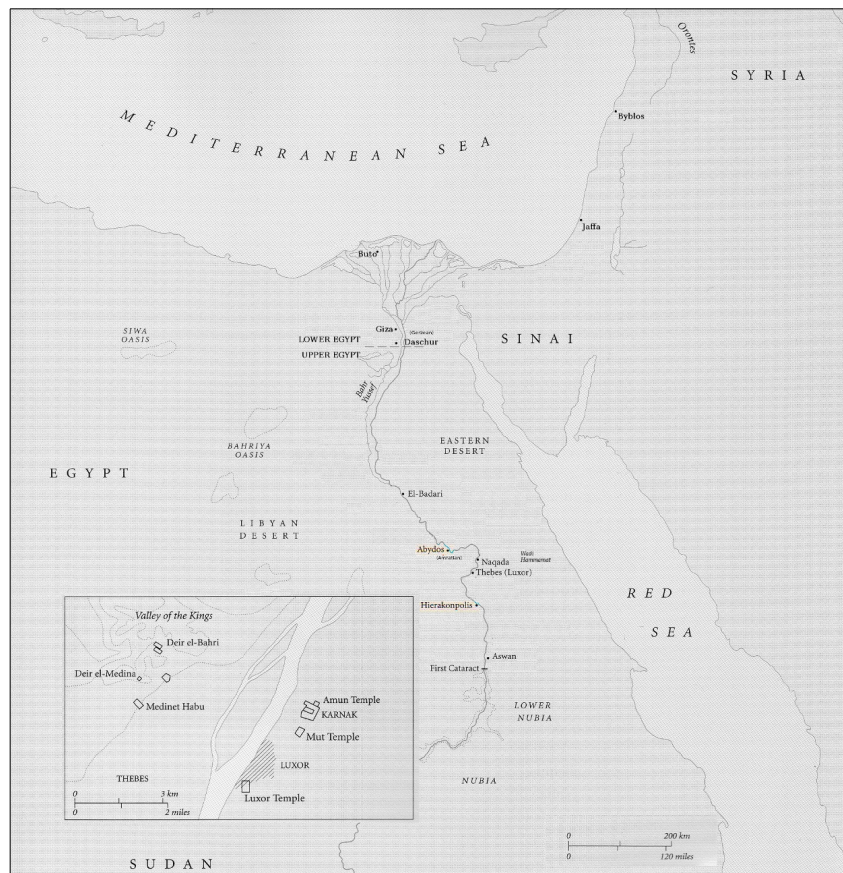 Orontes
SYRIA
MEDITERRANEAN SEA
Byblos
Jaffa
Buto
SIWA
OASIS
Giza
LOWER EGYPT
Daschur
UPPER EGYPT
SINAI
Bahr
Yussef
BAHRIYA
OASIS
EASTERN
DESERT
EGYPT
El-Badari
LIBYAN
DESERT
Abydos
(Amratian)
Naqada
Wadi
Hammamat
Thebes (Luxor)
Hierakonpolis
RED
SEA
Aswan
First Cataract
LOWER
NUBIA
NUBIA
Valley of the Kings
Deir el-Bahri
Deir el-Medina
Medinet Habu
Amun Temple
KARNAK
Mut Temple
LUXOR
THEBES
Luxor Temple
0 3 km
0 2 miles
0 200 km
0 120 miles
SUDAN